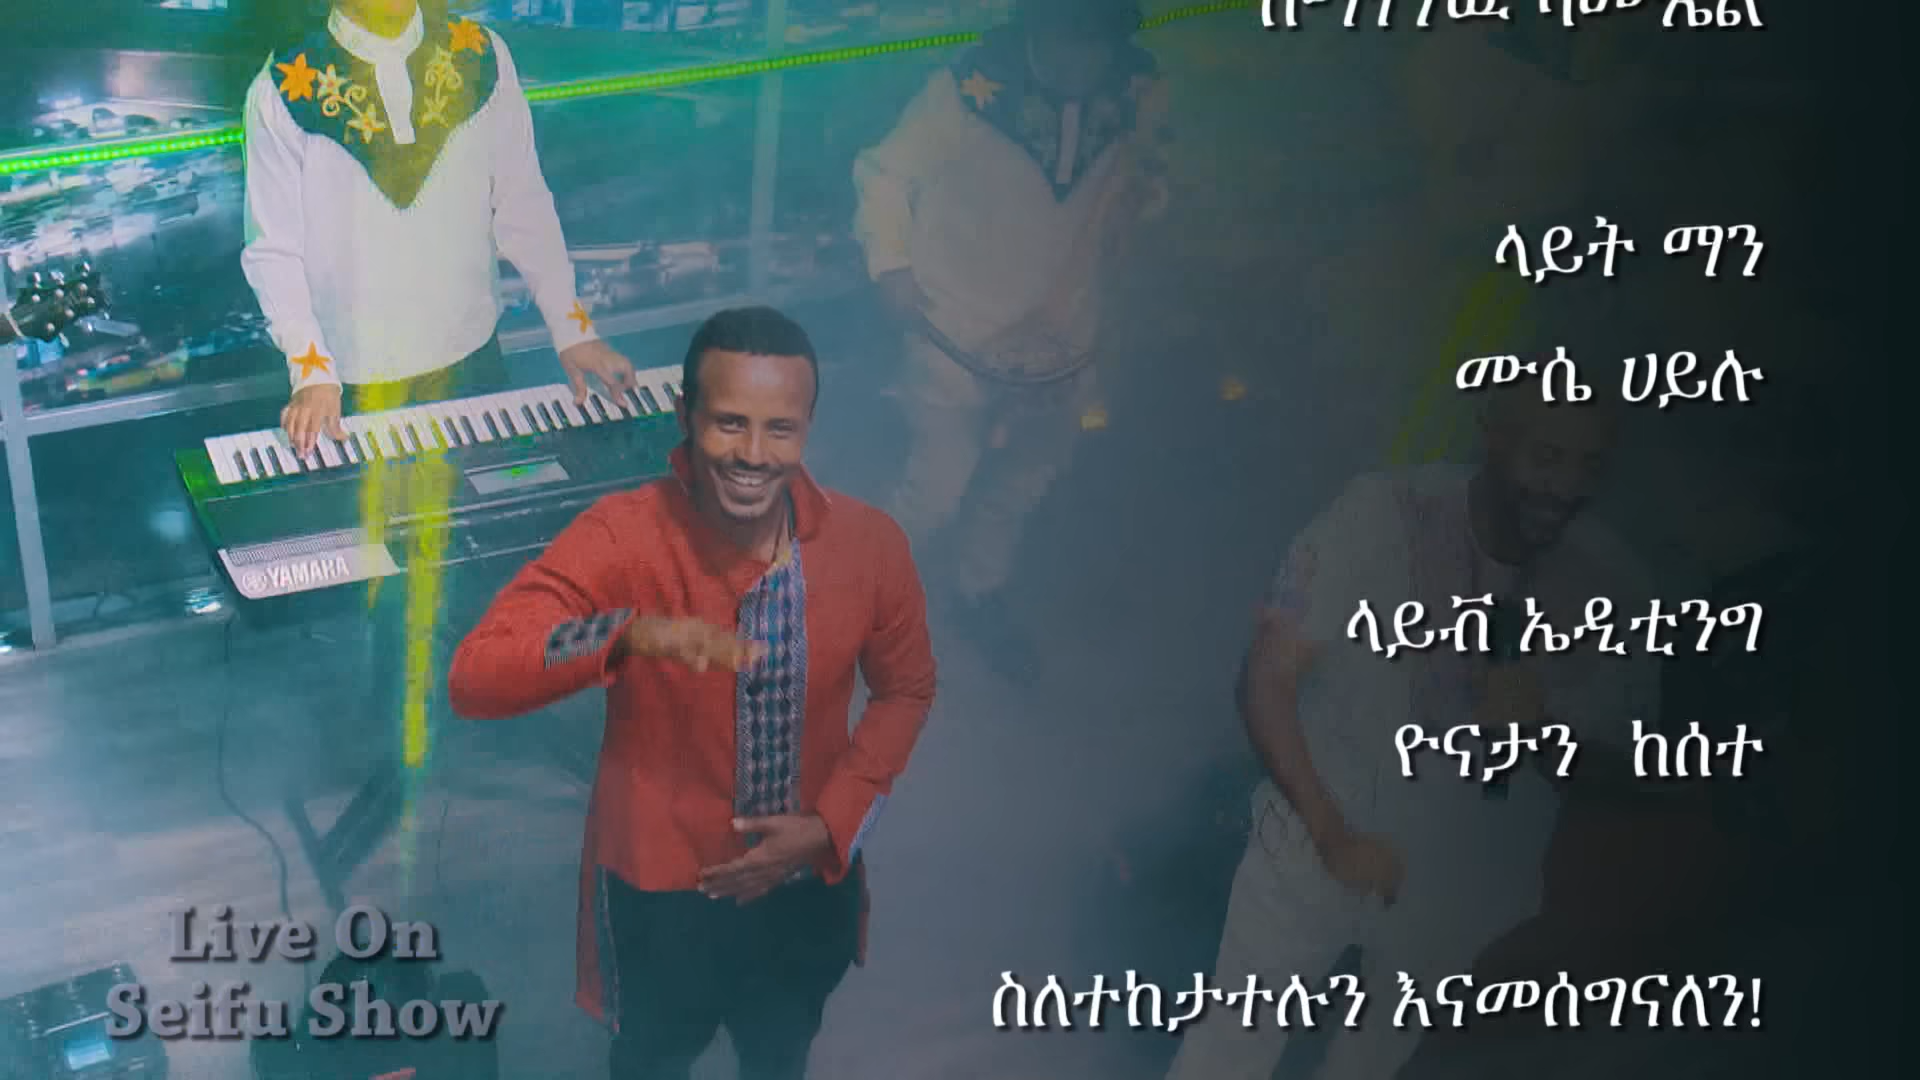 ላይት ማን
ሙሴ ሀይሉ
ላይቭ ኤዲቲንግ
ዮናታን ከሰተ
ስለተከታተሉን እናመሰግናለን!
YAMAHA
Live On
Seifu Show